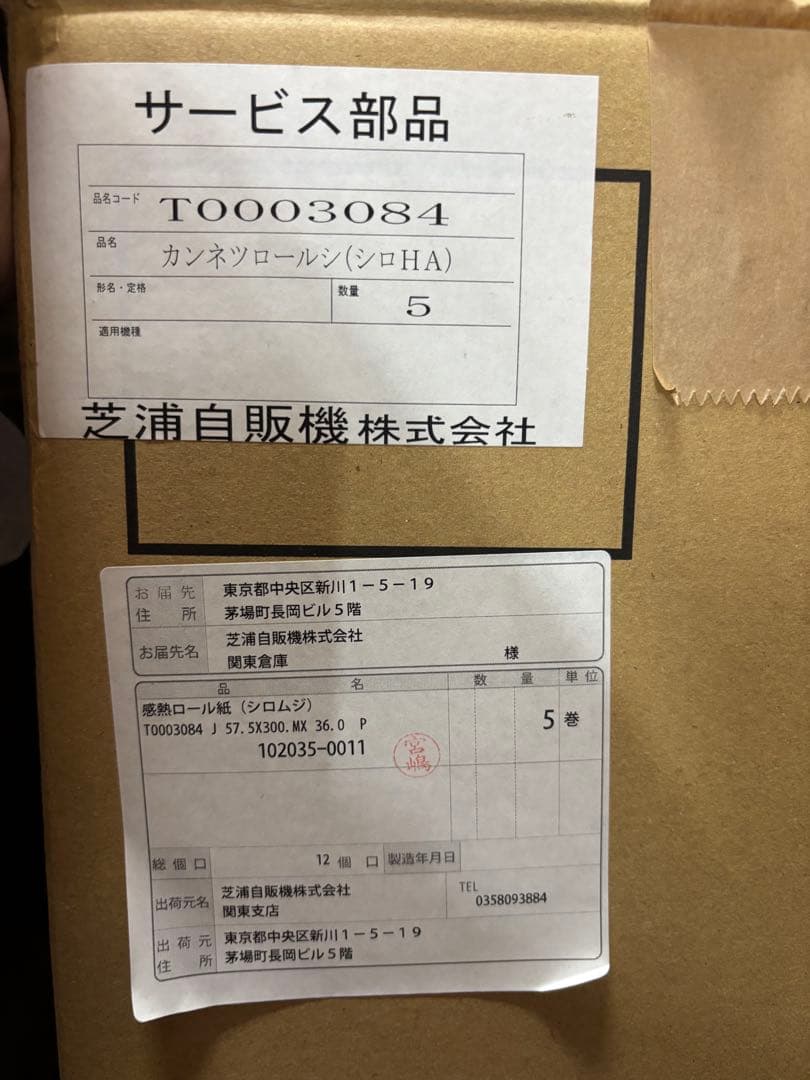 サービス部品
品名コード T0003084
品名 カンネツロールシ(シロHA)
形名・定格 数量 5
適用機種
芝浦自販機株式会社
お届先 東京都中央区新川1-5-19
住所 茅場町長岡ビル5階
お届先名 芝浦自販機株式会社
関東倉庫 様
品名 数量 単位
感熱ロール紙(シロムジ)
T0003084 J 57.5X300.MX 36.0 P 5 巻
102035-0011
宮嶋
総個口 12 個口 製造年月日
出荷元名 芝浦自販機株式会社 TEL
関東支店 0358093884
出荷元 東京都中央区新川1-5-19
住所 茅場町長岡ビル5階